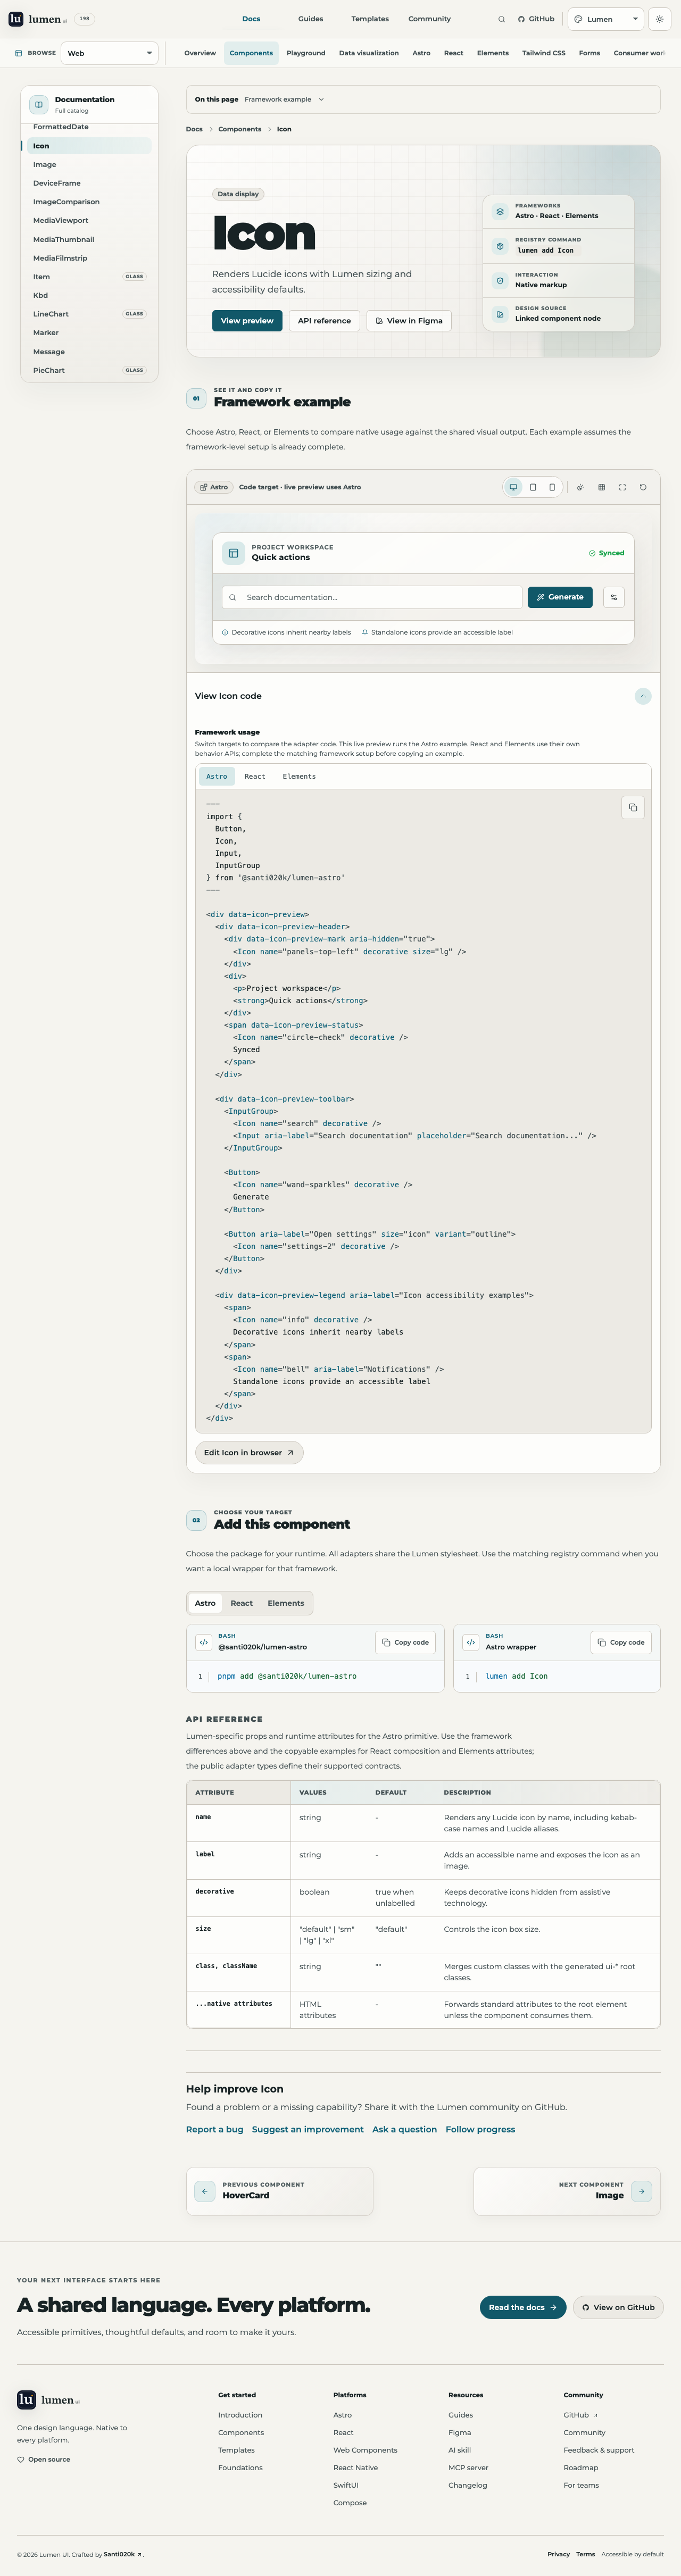 lu lumen ui 198 Docs Guides Templates Community GitHub Lumen
BROWSE Web Overview Components Playground Data visualization Astro React Elements Tailwind CSS Forms Consumer wor
Documentation
Full catalog
FormattedDate
Icon
Image
DeviceFrame
ImageComparison
MediaViewport
MediaThumbnail
MediaFilmstrip
Item GLASS
Kbd
LineChart GLASS
Marker
Message
PieChart GLASS
On this page Framework example
Docs Components Icon
Data display
Icon
Renders Lucide icons with Lumen sizing and
accessibility defaults.
View preview API reference View in Figma
FRAMEWORKS
Astro · React · Elements
REGISTRY COMMAND
lumen add Icon
INTERACTION
Native markup
DESIGN SOURCE
Linked component node
01 SEE IT AND COPY IT
Framework example
Choose Astro, React, or Elements to compare native usage against the shared visual output. Each example assumes the
framework-level setup is already complete.
Astro Code target · live preview uses Astro
PROJECT WORKSPACE
Quick actions
Synced
Search documentation... Generate
Decorative icons inherit nearby labels Standalone icons provide an accessible label
View Icon code
Framework usage
Switch targets to compare the adapter code. This live preview runs the Astro example. React and Elements use their own
behavior APIs; complete the matching framework setup before copying an example.
Astro React Elements
---
import {
  Button,
  Icon,
  Input,
  InputGroup
} from '@santi020k/lumen-astro'
---
<div data-icon-preview>
  <div data-icon-preview-header>
    <div data-icon-preview-mark aria-hidden="true">
      <Icon name="panels-top-left" decorative size="lg" />
    </div>
    <div>
      <p>Project workspace</p>
      <strong>Quick actions</strong>
    </div>
    <span data-icon-preview-status>
      <Icon name="circle-check" decorative />
      Synced
    </span>
  </div>
  <div data-icon-preview-toolbar>
    <InputGroup>
      <Icon name="search" decorative />
      <Input aria-label="Search documentation" placeholder="Search documentation..." />
    </InputGroup>
    <Button>
      <Icon name="wand-sparkles" decorative />
      Generate
    </Button>
    <Button aria-label="Open settings" size="icon" variant="outline">
      <Icon name="settings-2" decorative />
    </Button>
  </div>
  <div data-icon-preview-legend aria-label="Icon accessibility examples">
    <span>
      <Icon name="info" decorative />
      Decorative icons inherit nearby labels
    </span>
    <span>
      <Icon name="bell" aria-label="Notifications" />
      Standalone icons provide an accessible label
    </span>
  </div>
</div>
Edit Icon in browser
02 CHOOSE YOUR TARGET
Add this component
Choose the package for your runtime. All adapters share the Lumen stylesheet. Use the matching registry command when you
want a local wrapper for that framework.
Astro React Elements
BASH
@santi020k/lumen-astro
Copy code
1 pnpm add @santi020k/lumen-astro
BASH
Astro wrapper
Copy code
1 lumen add Icon
API REFERENCE
Lumen-specific props and runtime attributes for the Astro primitive. Use the framework
differences above and the copyable examples for React composition and Elements attributes;
the public adapter types define their supported contracts.
ATTRIBUTE VALUES DEFAULT DESCRIPTION
name string - Renders any Lucide icon by name, including kebab-
case names and Lucide aliases.
label string - Adds an accessible name and exposes the icon as an
image.
decorative boolean true when Keeps decorative icons hidden from assistive
unlabelled technology.
size "default" | "sm" "default" Controls the icon box size.
| "lg" | "xl"
class, className string "" Merges custom classes with the generated ui-* root
classes.
...native attributes HTML - Forwards standard attributes to the root element
attributes unless the component consumes them.
Help improve Icon
Found a problem or a missing capability? Share it with the Lumen community on GitHub.
Report a bug Suggest an improvement Ask a question Follow progress
PREVIOUS COMPONENT
HoverCard
NEXT COMPONENT
Image
YOUR NEXT INTERFACE STARTS HERE
A shared language. Every platform.
Accessible primitives, thoughtful defaults, and room to make it yours.
Read the docs View on GitHub
lu lumen ui
One design language. Native to
every platform.
Open source
Get started
Introduction
Components
Templates
Foundations
Platforms
Astro
React
Web Components
React Native
SwiftUI
Compose
Resources
Guides
Figma
AI skill
MCP server
Changelog
Community
GitHub
Community
Feedback & support
Roadmap
For teams
© 2026 Lumen UI. Crafted by Santi020k.
Privacy Terms Accessible by default